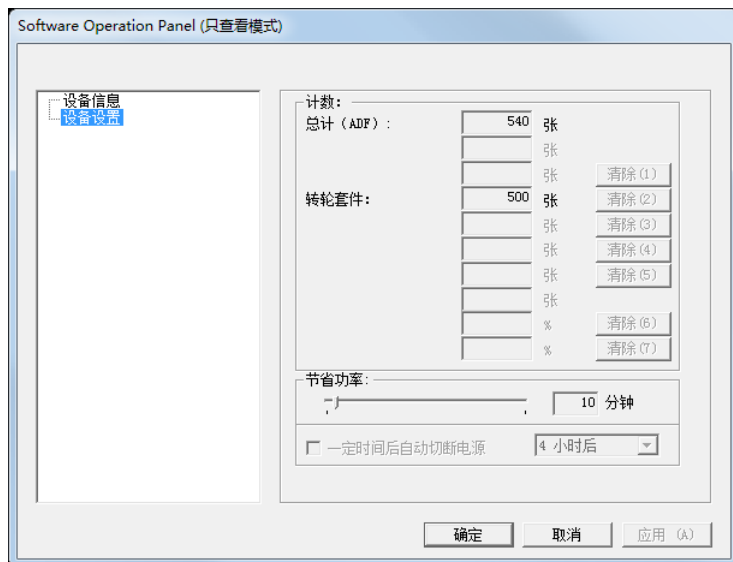 Software Operation Panel (只查看模式)
设备信息
设备设置
计数:
总计 (ADF) : 540 张
张
张 清除(1)
转轮套件: 500 张 清除(2)
张 清除(3)
张 清除(4)
张 清除(5)
张
% 清除(6)
% 清除(7)
节省功率:
10 分钟
一定时间后自动切断电源 4 小时后
确定 取消 应用 (A)